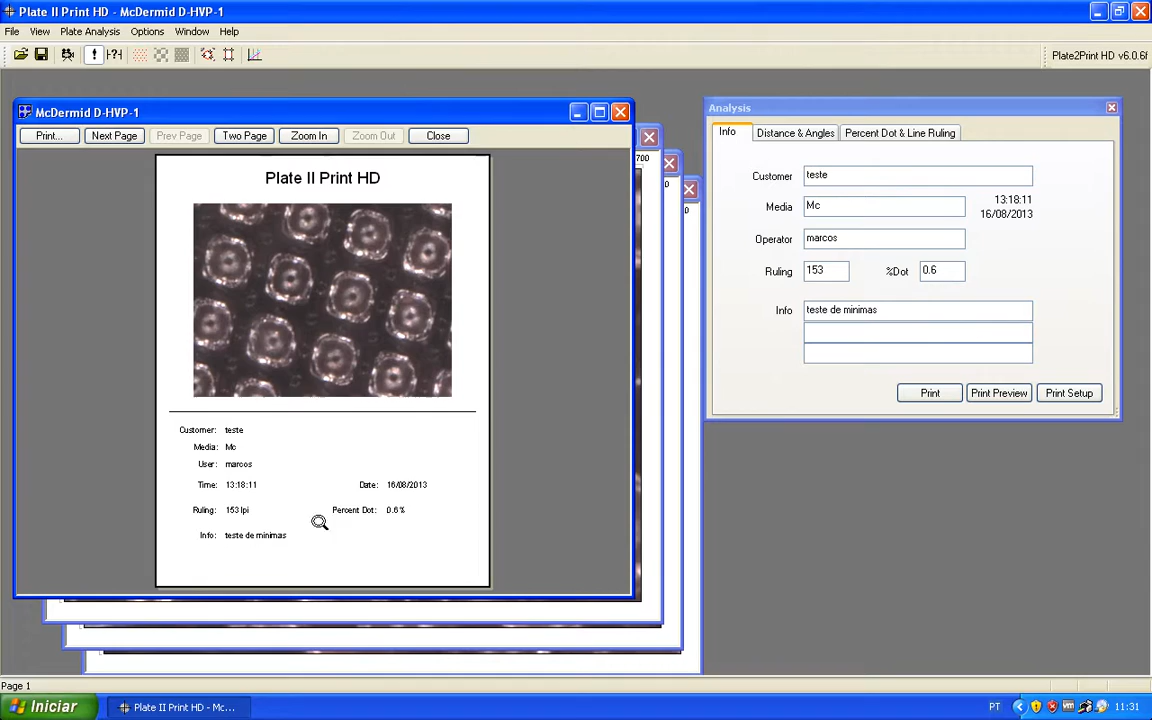 Plate II Print HD - McDermid D-HVP-1
File View Plate Analysis Options Window Help
Plate2Print HD v6.0.6f
McDermid D-HVP-1
Print... Next Page Prev Page Two Page Zoom In Zoom Out Close
700
0
0
Plate II Print HD
Customer: teste
Media: Mc
User: marcos
Time: 13:18:11 Date: 16/08/2013
Ruling: 153 lpi Percent Dot: 0.6 %
Info: teste de minimas
Analysis
Info Distance & Angles Percent Dot & Line Ruling
Customer teste
Media Mc 13:18:11
16/08/2013
Operator marcos
Ruling 153 %Dot 0.6
Info teste de minimas
Print Print Preview Print Setup
Page 1
Iniciar Plate II Print HD - Mc... PT 11:31